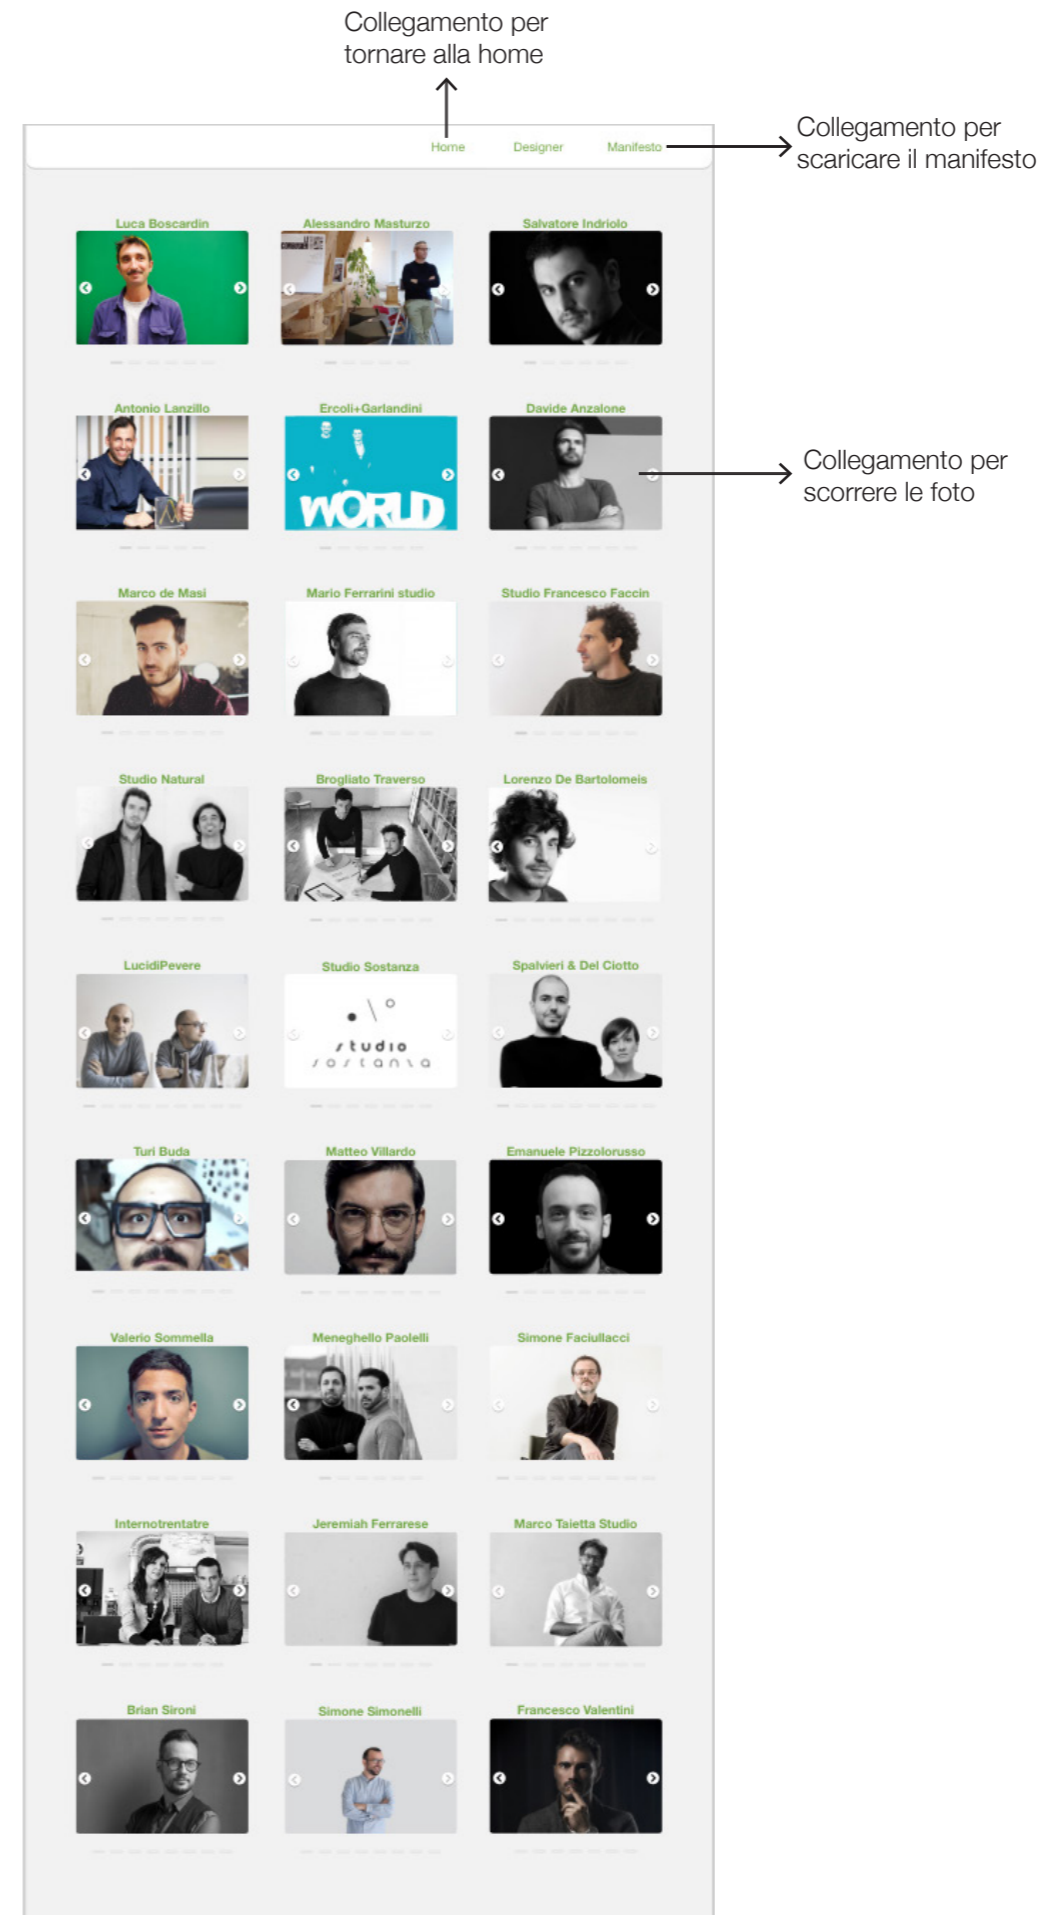 Collegamento per
tornare alla home
Home Designer Manifesto
Collegamento per
scaricare il manifesto
Luca Boscardin Alessandro Masturzo Salvatore Indriolo
Antonio Lanzillo Ercoli+Garlandini Davide Anzalone
WORLD
Collegamento per
scorrere le foto
Marco de Masi Mario Ferrarini studio Studio Francesco Faccin
Studio Natural Brogliato Traverso Lorenzo De Bartolomeis
LucidiPevere Studio Sostanza Spalvieri & Del Ciotto
studio
sostanza
Turi Buda Matteo Villardo Emanuele Pizzolorusso
Valerio Sommella Meneghello Paolelli Simone Faciullacci
Internotrentatre Jeremiah Ferrarese Marco Taietta Studio
Brian Sironi Simone Simonelli Francesco Valentini